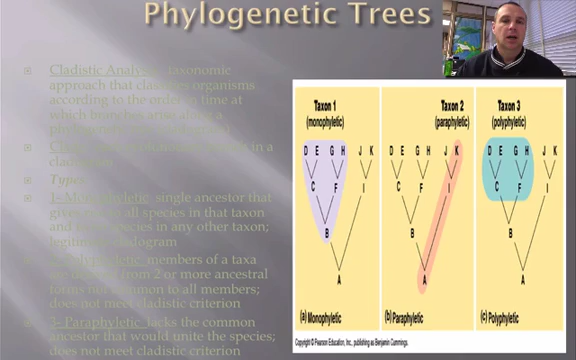 Phylogenetic Trees
Cladistic Analysis taxonomic
approach that classifies organisms
according to the order in time at
which branches arise along a
in a
Types
1- Monophyletic single ancestor that
gives to all species in that taxon
and species in any other taxon;
legitimate cladogram
members of a taxa
are from 2 or more ancestral
forms not common to all members;
does not meet cladistic criterion
3- Paraphyletic lacks the common
ancestor that would unite the species;
does not meet cladistic criterion
Taxon 1
(monophyletic)
D E G H J K
C F I
B
A
(a) Monophyletic
Taxon 2
(paraphyletic)
D E G H J K
C F I
B
A
(b) Paraphyletic
Taxon 3
(polyphyletic)
D E G H J K
C F I
B
A
(c) Polyphyletic
Copyright © Pearson Education, Inc., publishing as Benjamin Cummings.